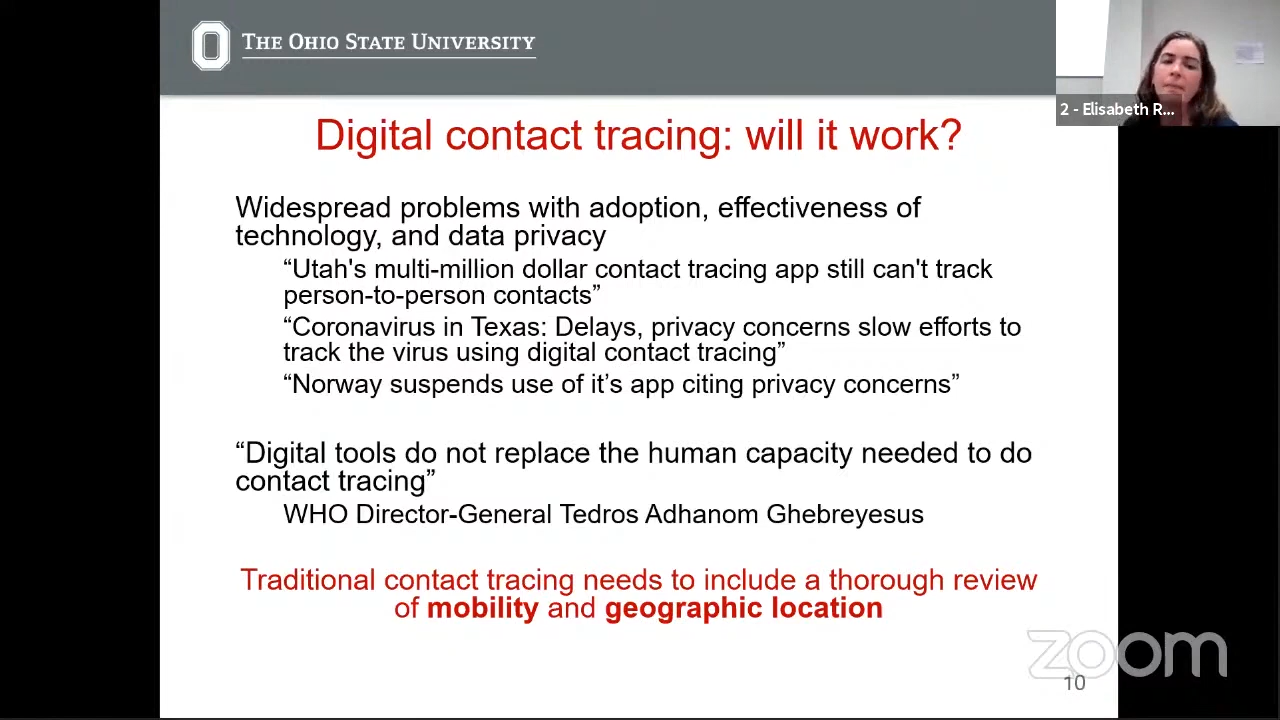 THE OHIO STATE UNIVERSITY
2 - Elisabeth R...
Digital contact tracing: will it work?
Widespread problems with adoption, effectiveness of
technology, and data privacy
“Utah's multi-million dollar contact tracing app still can't track
person-to-person contacts”
“Coronavirus in Texas: Delays, privacy concerns slow efforts to
track the virus using digital contact tracing”
“Norway suspends use of it’s app citing privacy concerns”
“Digital tools do not replace the human capacity needed to do
contact tracing”
WHO Director-General Tedros Adhanom Ghebreyesus
Traditional contact tracing needs to include a thorough review
of mobility and geographic location
zoom
10